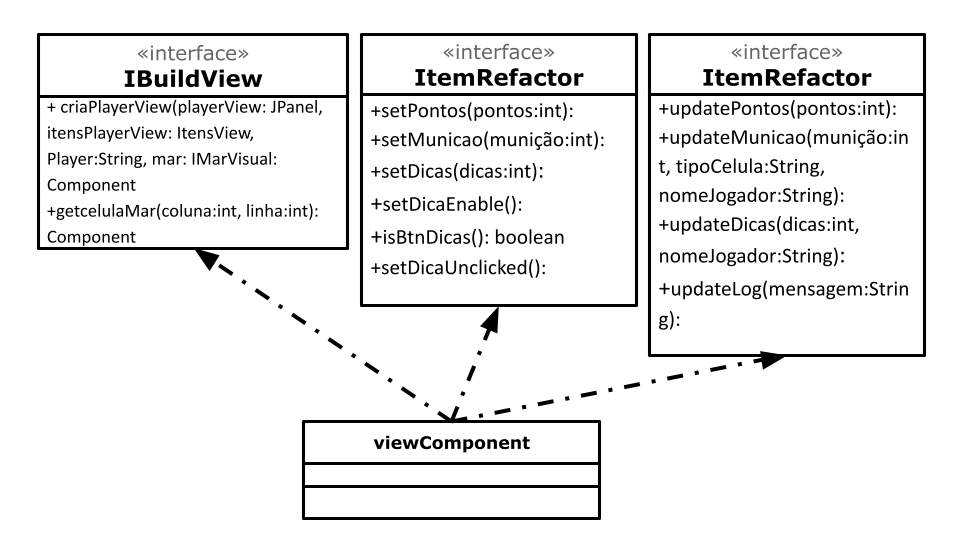 «interface»
IBuildView
+ criaPlayerView(playerView: JPanel,
itensPlayerView: ItensView,
Player:String, mar: IMarVisual:
Component
+getcelulaMar(coluna:int, linha:int):
Component
«interface»
ItemRefactor
+setPontos(pontos:int):
+setMunicao(munição:int):
+setDicas(dicas:int):
+setDicaEnable():
+isBtnDicas(): boolean
+setDicaUnclicked():
«interface»
ItemRefactor
+updatePontos(pontos:int):
+updateMunicao(munição:in
t, tipoCelula:String,
nomeJogador:String):
+updateDicas(dicas:int,
nomeJogador:String):
+updateLog(mensagem:Strin
g):
viewComponent